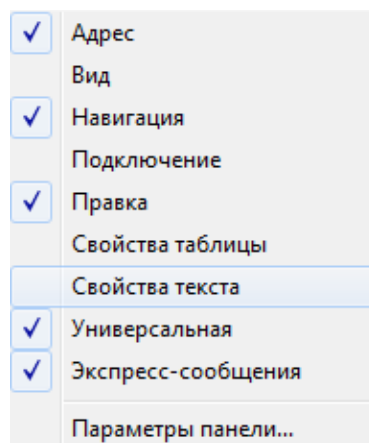 Адрес
Вид
Навигация
Подключение
Правка
Свойства таблицы
Свойства текста
Универсальная
Экспресс-сообщения
Параметры панели...